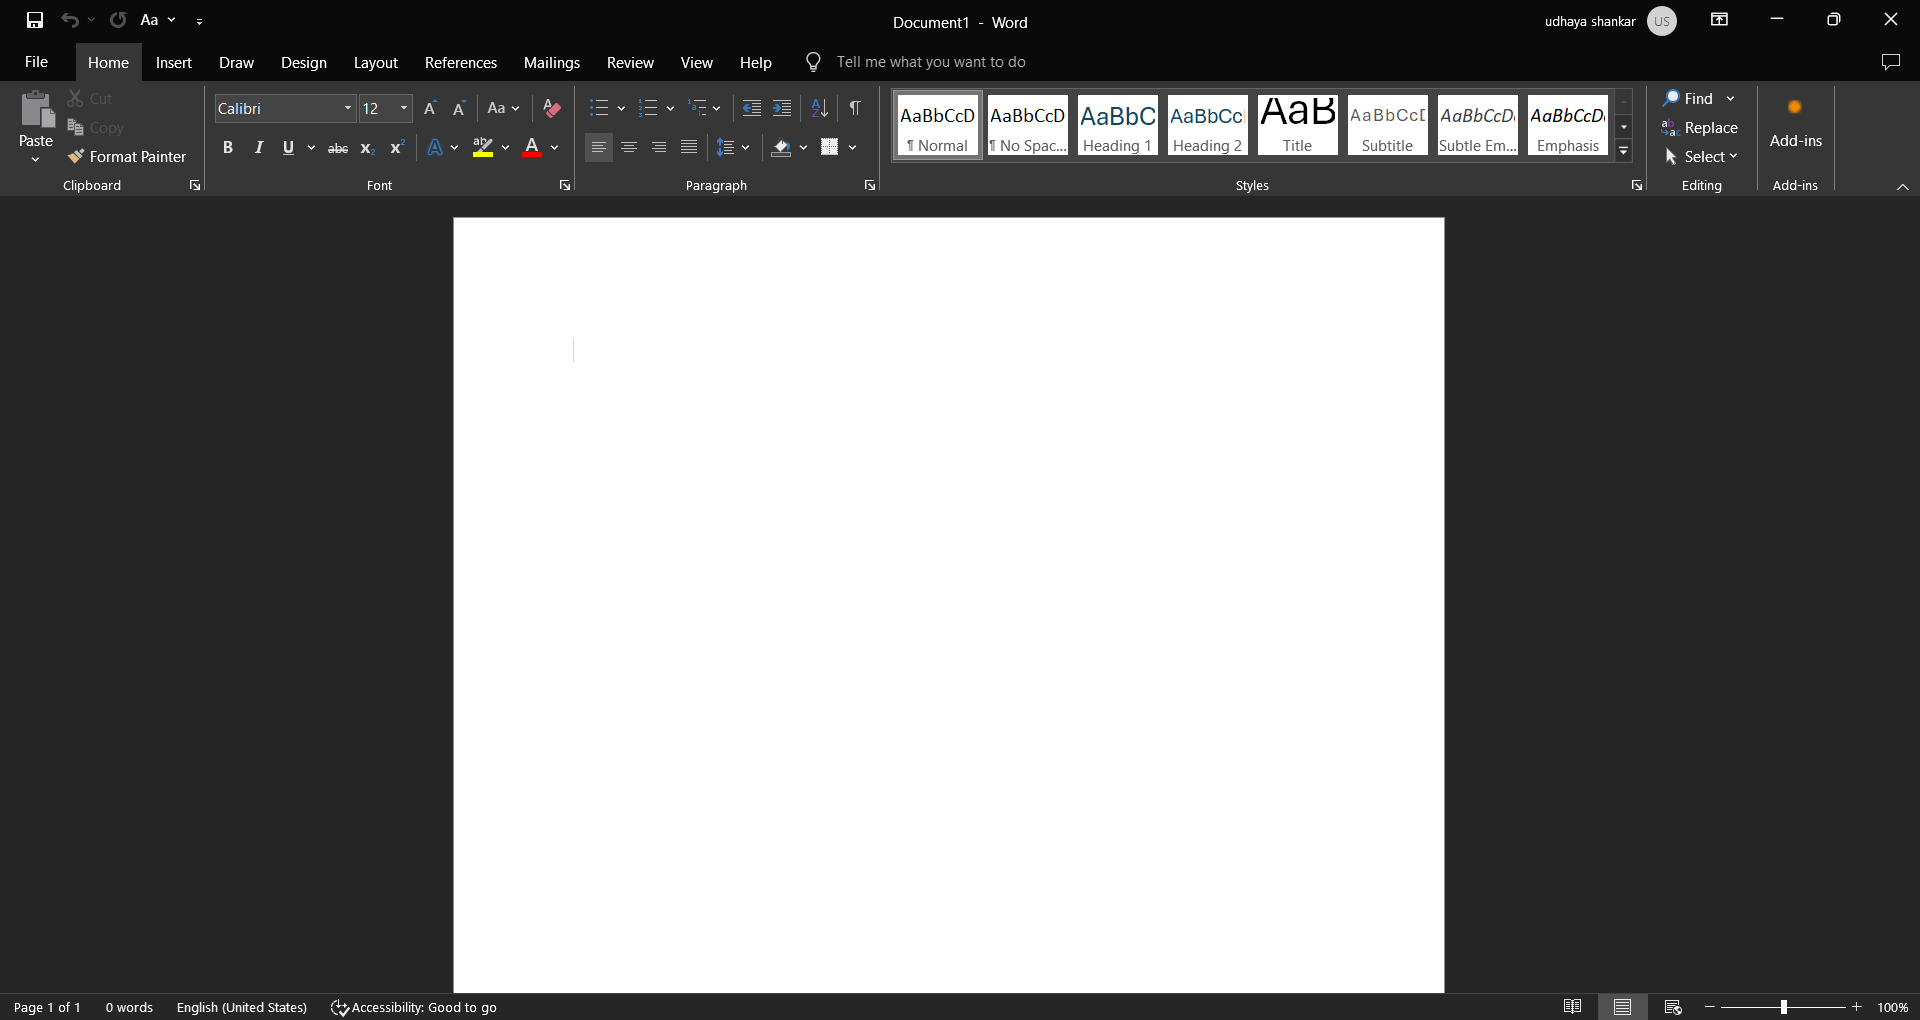 Aa
Document1 - Word
udhaya shankar US
File Home Insert Draw Design Layout References Mailings Review View Help Tell me what you want to do
Paste
Cut
Copy
Format Painter
Clipboard
Calibri 12 Aa
B I U abc x₂ x² A ab A
Font
Paragraph
AaBbCcD ¶ Normal
AaBbCcD ¶ No Spac...
AaBbC Heading 1
AaBbCc Heading 2
AaB Title
AaBbCcD Subtitle
AaBbCcD Subtle Em...
AaBbCcD Emphasis
Styles
Find
Replace
Select
Editing
Add-ins
Add-ins
Page 1 of 1 0 words English (United States) Accessibility: Good to go 100%